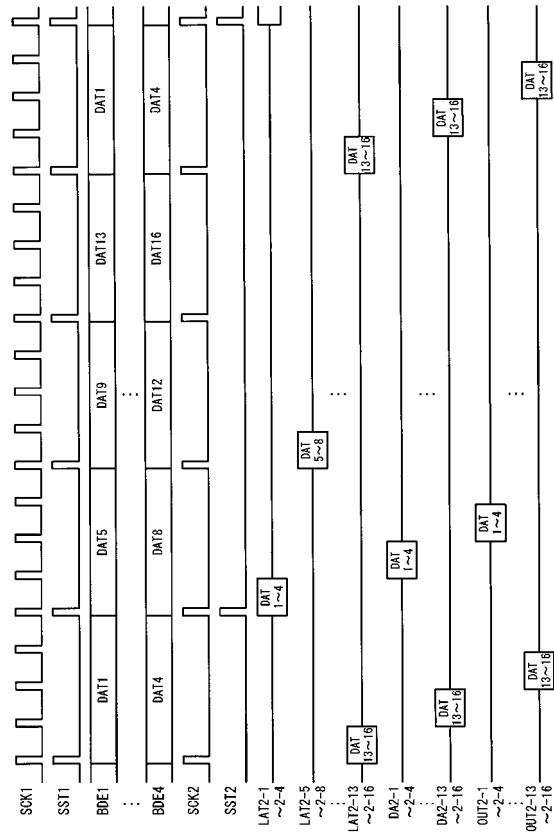 SCK1
SST1
BDE1 DAT1 DAT5 DAT9 DAT13 DAT1
BDE4 DAT4 DAT8 DAT12 DAT16 DAT4
SCK2
SST2
LAT2-1
~2-4
DAT
1~4
LAT2-5
~2-8
DAT
5~8
LAT2-13
~2-16
DAT
13~16
DAT
13~16
DA2-1
~2-4
DAT
1~4
DA2-13
~2-16
DAT
13~16
DAT
13~16
OUT2-1
~2-4
DAT
1~4
OUT2-13
~2-16
DAT
13~16
DAT
13~16